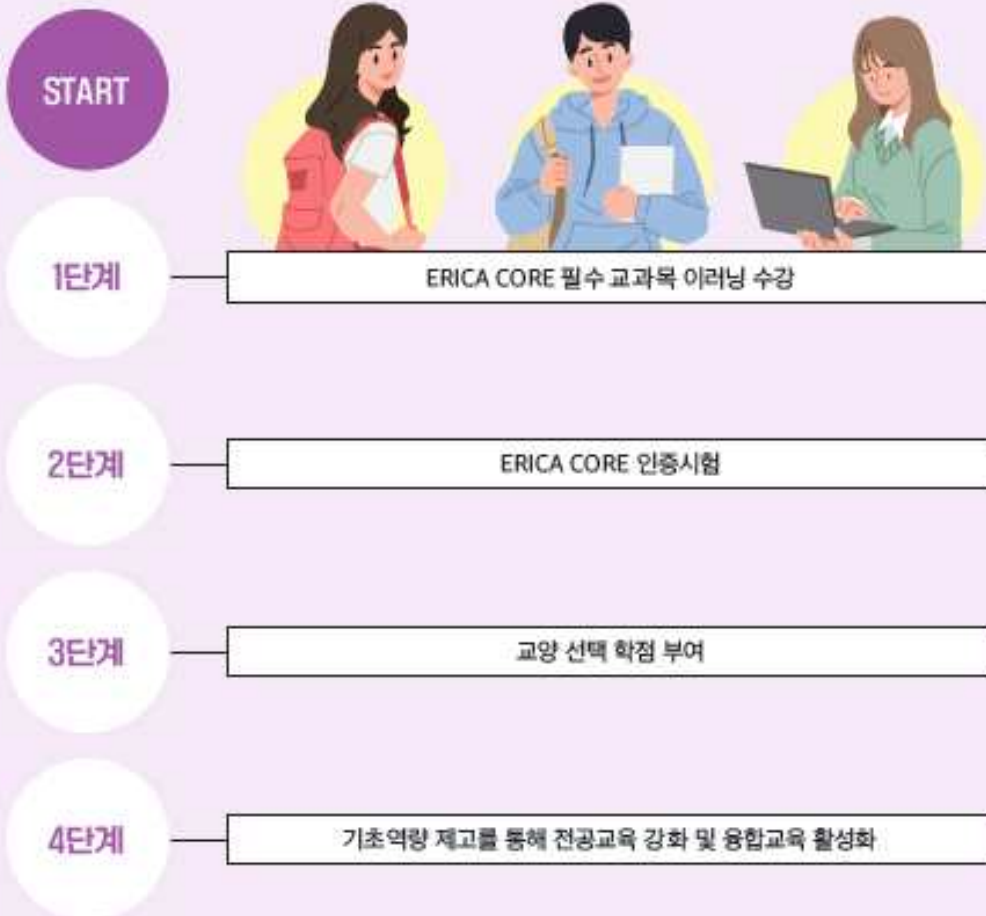 START
1단계
ERICA CORE 필수 교과목 이러닝 수강
2단계
ERICA CORE 인증시험
3단계
교양 선택 학점 부여
4단계
기초역량 제고를 통해 전공교육 강화 및 융합교육 활성화